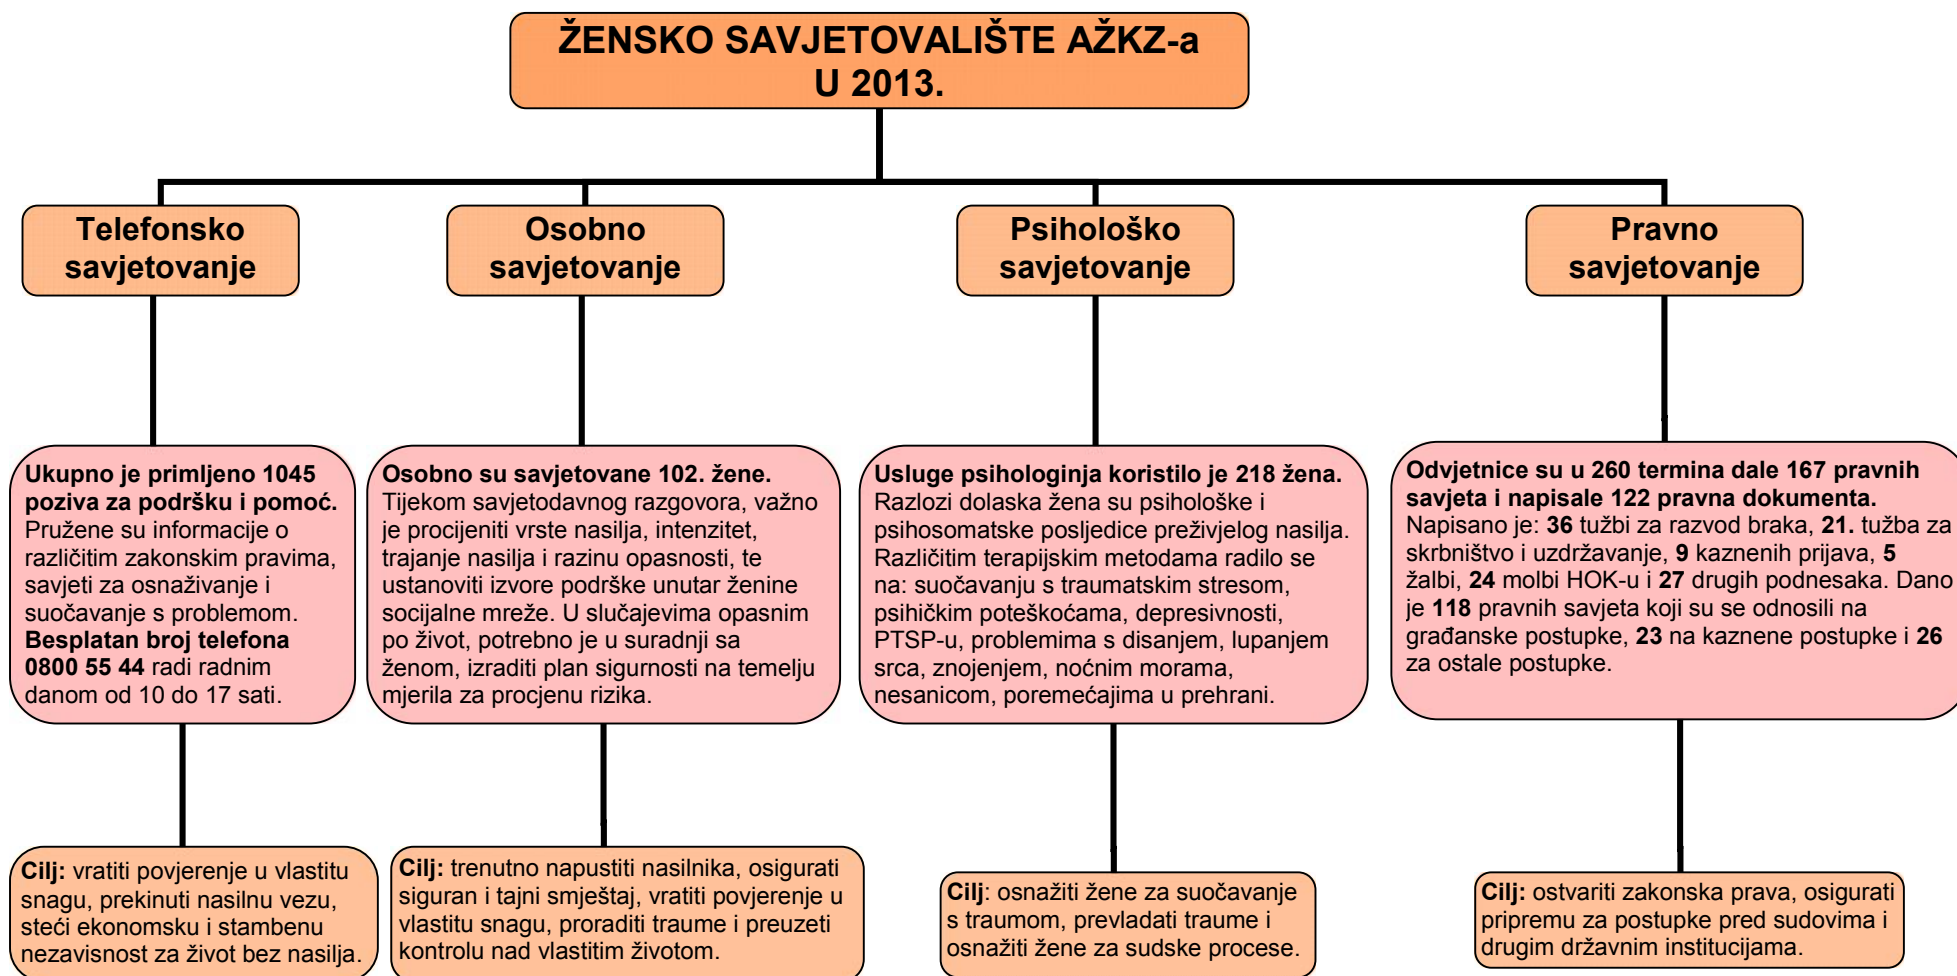 ŽENSKO SAVJETOVALIŠTE AŽKZ-a
U 2013.
Telefonsko
savjetovanje
Osobno
savjetovanje
Psihološko
savjetovanje
Pravno
savjetovanje
Ukupno je primljeno 1045
poziva za podršku i pomoć.
Pružene su informacije o
različitim zakonskim pravima,
savjeti za osnaživanje i
suočavanje s problemom.
Besplatan broj telefona
0800 55 44 radi radnim
danom od 10 do 17 sati.
Osobno su savjetovane 102. žene.
Tijekom savjetodavnog razgovora, važno
je procijeniti vrste nasilja, intenzitet,
trajanje nasilja i razinu opasnosti, te
ustanoviti izvore podrške unutar ženine
socijalne mreže. U slučajevima opasnim
po život, potrebno je u suradnji sa
ženom, izraditi plan sigurnosti na temelju
mjerila za procjenu rizika.
Usluge psihologinja koristilo je 218 žena.
Razlozi dolaska žena su psihološke i
psihosomatske posljedice preživjelog nasilja.
Različitim terapijskim metodama radilo se
na: suočavanju s traumatskim stresom,
psihičkim poteškoćama, depresivnosti,
PTSP-u, problemima s disanjem, lupanjem
srca, znojenjem, noćnim morama,
nesanicom, poremećajima u prehrani.
Odvjetnice su u 260 termina dale 167 pravnih
savjeta i napisale 122 pravna dokumenta.
Napisano je: 36 tužbi za razvod braka, 21. tužba za
skrbništvo i uzdržavanje, 9 kaznenih prijava, 5
žalbi, 24 molbi HOK-u i 27 drugih podnesaka. Dano
je 118 pravnih savjeta koji su se odnosili na
građanske postupke, 23 na kaznene postupke i 26
za ostale postupke.
Cilj: vratiti povjerenje u vlastitu
snagu, prekinuti nasilnu vezu,
steći ekonomsku i stambenu
nezavisnost za život bez nasilja.
Cilj: trenutno napustiti nasilnika, osigurati
siguran i tajni smještaj, vratiti povjerenje u
vlastitu snagu, proraditi traume i preuzeti
kontrolu nad vlastitim životom.
Cilj: osnažiti žene za suočavanje
s traumom, prevladati traume i
osnažiti žene za sudske procese.
Cilj: ostvariti zakonska prava, osigurati
pripremu za postupke pred sudovima i
drugim državnim institucijama.